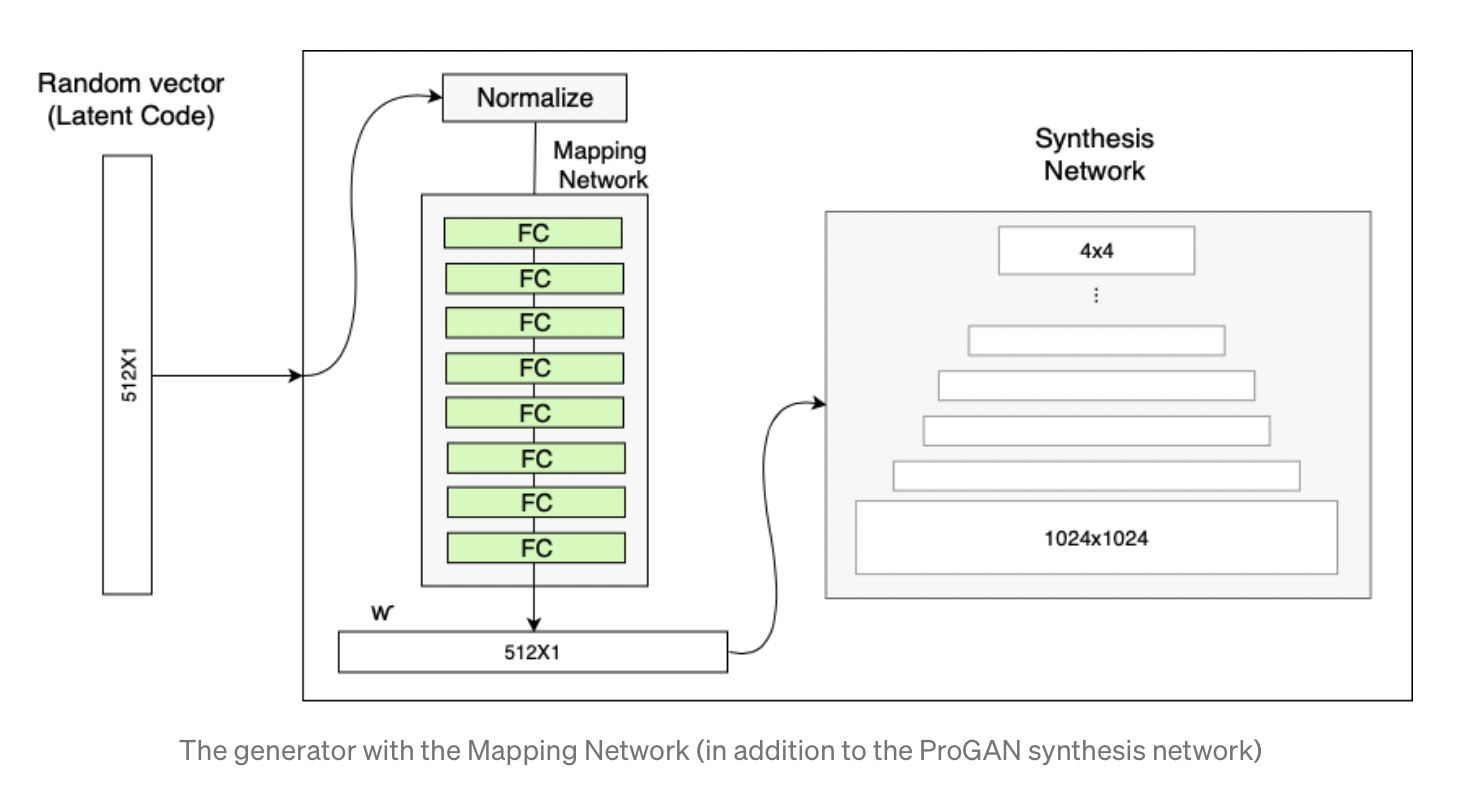 Random vector
(Latent Code)
512X1
Normalize
Mapping
Network
FC
FC
FC
FC
FC
FC
FC
FC
w
512X1
Synthesis
Network
4x4
⋮
1024x1024
The generator with the Mapping Network (in addition to the ProGAN synthesis network)